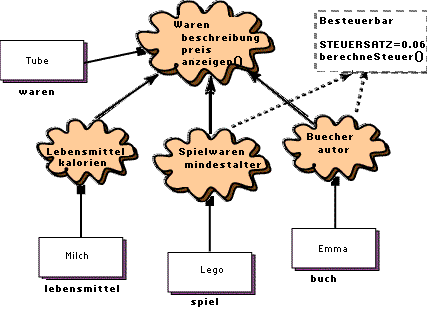 Waren
beschreibung
preis
anzeigen()
Besteuerbar
STEUERSATZ=0.06
berechneSteuer()
Tube
waren
Lebensmittel
kalorien
Spielwaren
mindestalter
Buecher
autor
Milch
lebensmittel
Lego
spiel
Emma
buch